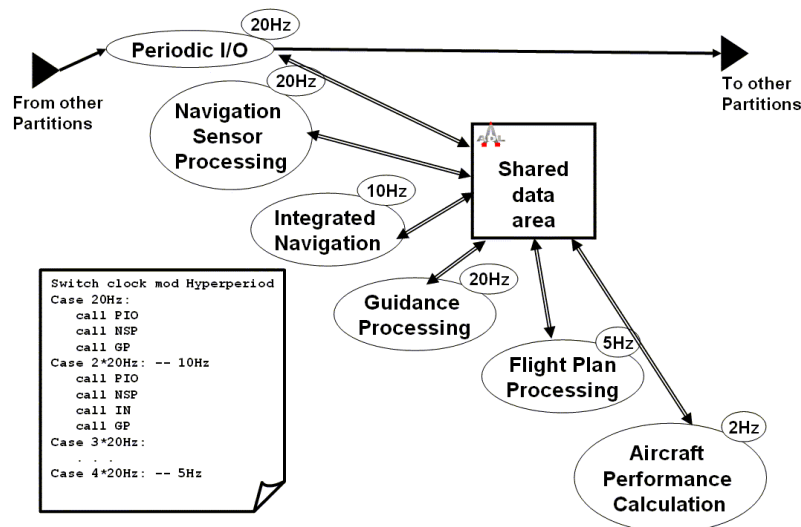 20Hz
Periodic I/O
From other
Partitions
To other
Partitions
20Hz
Navigation
Sensor
Processing
Shared
data
area
10Hz
Integrated
Navigation
20Hz
Guidance
Processing
5Hz
Flight Plan
Processing
2Hz
Aircraft
Performance
Calculation
Switch clock mod Hyperperiod
Case 20Hz:
call PIO
call NSP
call GP
Case 2*20Hz: -- 10Hz
call PIO
call NSP
call IN
call GP
Case 3*20Hz:
. . .
Case 4*20Hz: -- 5Hz